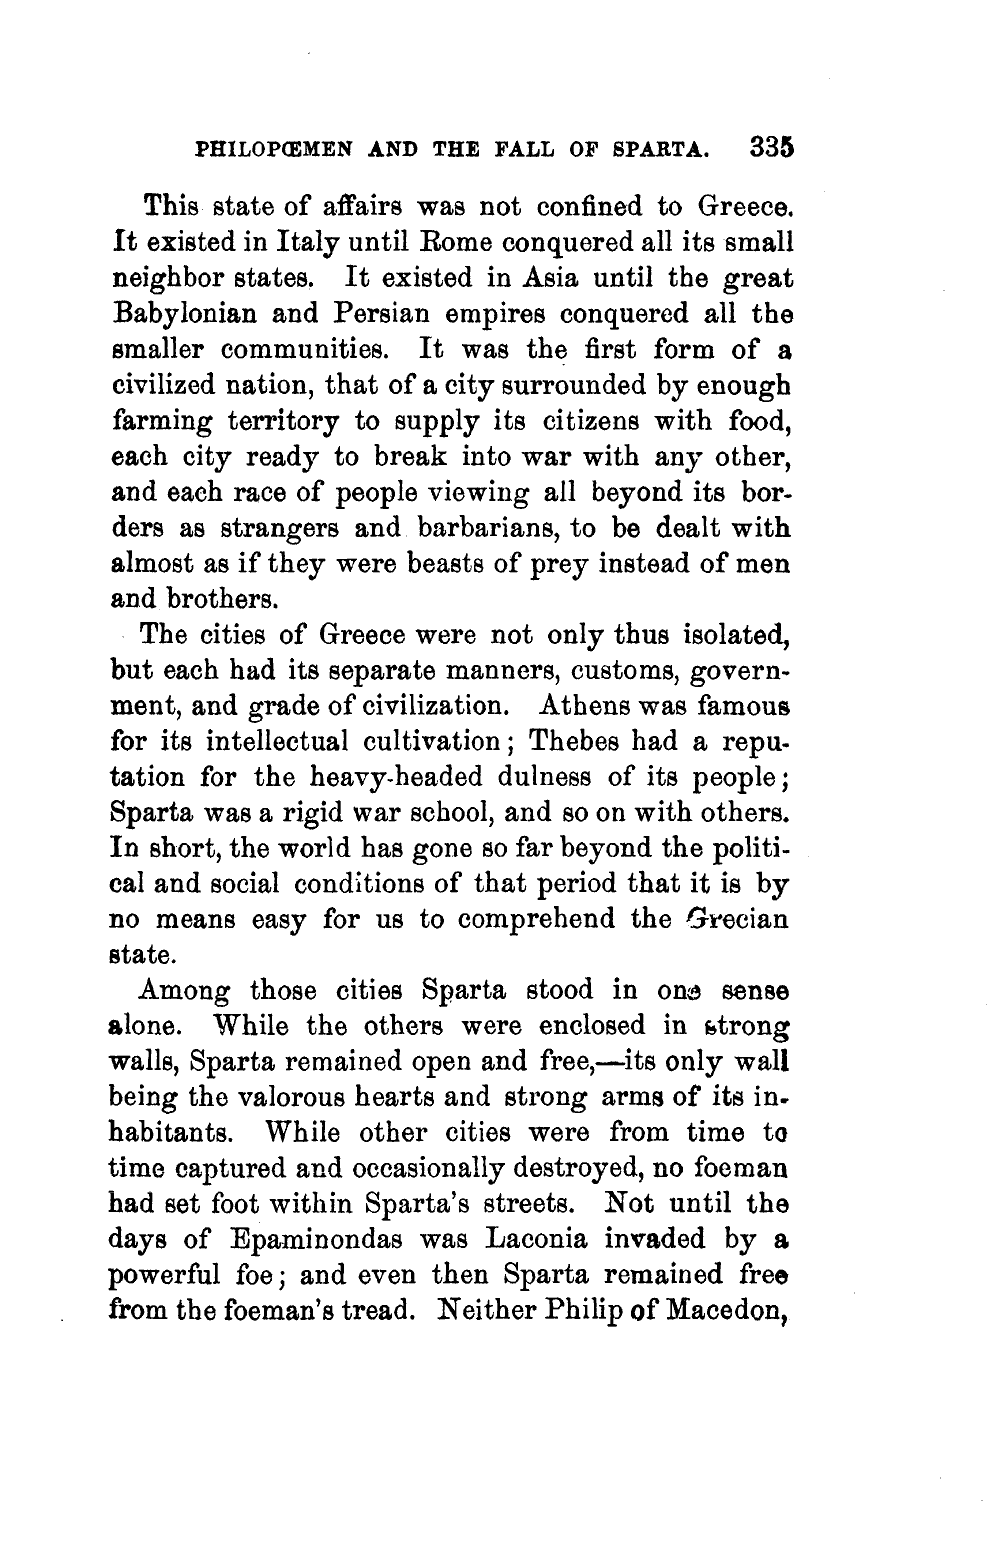 PHILOPŒMEN AND THE FALL OF SPARTA. 335
This state of affairs was not confined to Greece.
It existed in Italy until Rome conquered all its small
neighbor states. It existed in Asia until the great
Babylonian and Persian empires conquered all the
smaller communities. It was the first form of a
civilized nation, that of a city surrounded by enough
farming territory to supply its citizens with food,
each city ready to break into war with any other,
and each race of people viewing all beyond its bor-
ders as strangers and barbarians, to be dealt with
almost as if they were beasts of prey instead of men
and brothers.
The cities of Greece were not only thus isolated,
but each had its separate manners, customs, govern-
ment, and grade of civilization. Athens was famous
for its intellectual cultivation; Thebes had a repu-
tation for the heavy-headed dulness of its people;
Sparta was a rigid war school, and so on with others.
In short, the world has gone so far beyond the politi-
cal and social conditions of that period that it is by
no means easy for us to comprehend the Grecian
state.
Among those cities Sparta stood in one sense
alone. While the others were enclosed in strong
walls, Sparta remained open and free,—its only wall
being the valorous hearts and strong arms of its in-
habitants. While other cities were from time to
time captured and occasionally destroyed, no foeman
had set foot within Sparta's streets. Not until the
days of Epaminondas was Laconia invaded by a
powerful foe; and even then Sparta remained free
from the foeman's tread. Neither Philip of Macedon,